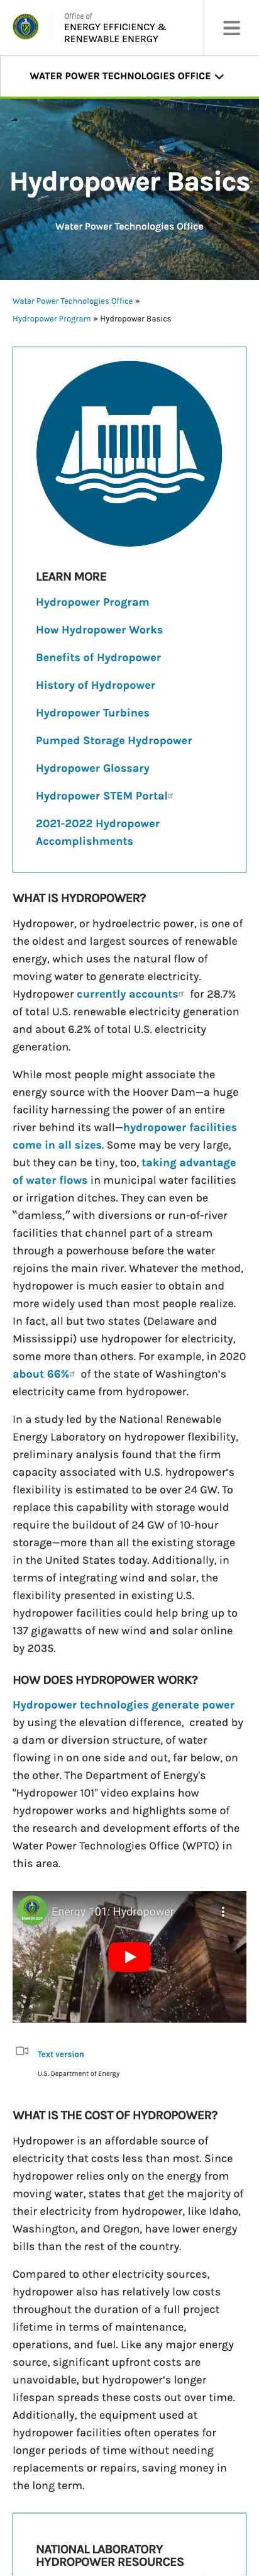 Office of
ENERGY EFFICIENCY &
RENEWABLE ENERGY
WATER POWER TECHNOLOGIES OFFICE
Hydropower Basics
Water Power Technologies Office
Water Power Technologies Office »
Hydropower Program » Hydropower Basics
LEARN MORE
Hydropower Program
How Hydropower Works
Benefits of Hydropower
History of Hydropower
Hydropower Turbines
Pumped Storage Hydropower
Hydropower Glossary
Hydropower STEM Portal
2021-2022 Hydropower
Accomplishments
WHAT IS HYDROPOWER?
Hydropower, or hydroelectric power, is one of
the oldest and largest sources of renewable
energy, which uses the natural flow of
moving water to generate electricity.
Hydropower currently accounts for 28.7%
of total U.S. renewable electricity generation
and about 6.2% of total U.S. electricity
generation.
While most people might associate the
energy source with the Hoover Dam—a huge
facility harnessing the power of an entire
river behind its wall—hydropower facilities
come in all sizes. Some may be very large,
but they can be tiny, too, taking advantage
of water flows in municipal water facilities
or irrigation ditches. They can even be
“damless,” with diversions or run-of-river
facilities that channel part of a stream
through a powerhouse before the water
rejoins the main river. Whatever the method,
hydropower is much easier to obtain and
more widely used than most people realize.
In fact, all but two states (Delaware and
Mississippi) use hydropower for electricity,
some more than others. For example, in 2020
about 66% of the state of Washington’s
electricity came from hydropower.
In a study led by the National Renewable
Energy Laboratory on hydropower flexibility,
preliminary analysis found that the firm
capacity associated with U.S. hydropower’s
flexibility is estimated to be over 24 GW. To
replace this capability with storage would
require the buildout of 24 GW of 10-hour
storage—more than all the existing storage
in the United States today. Additionally, in
terms of integrating wind and solar, the
flexibility presented in existing U.S.
hydropower facilities could help bring up to
137 gigawatts of new wind and solar online
by 2035.
HOW DOES HYDROPOWER WORK?
Hydropower technologies generate power
by using the elevation difference, created by
a dam or diversion structure, of water
flowing in on one side and out, far below, on
the other. The Department of Energy's
"Hydropower 101" video explains how
hydropower works and highlights some of
the research and development efforts of the
Water Power Technologies Office (WPTO) in
this area.
Energy 101: Hydropower
Text version
U.S. Department of Energy
WHAT IS THE COST OF HYDROPOWER?
Hydropower is an affordable source of
electricity that costs less than most. Since
hydropower relies only on the energy from
moving water, states that get the majority of
their electricity from hydropower, like Idaho,
Washington, and Oregon, have lower energy
bills than the rest of the country.
Compared to other electricity sources,
hydropower also has relatively low costs
throughout the duration of a full project
lifetime in terms of maintenance,
operations, and fuel. Like any major energy
source, significant upfront costs are
unavoidable, but hydropower’s longer
lifespan spreads these costs out over time.
Additionally, the equipment used at
hydropower facilities often operates for
longer periods of time without needing
replacements or repairs, saving money in
the long term.
NATIONAL LABORATORY
HYDROPOWER RESOURCES